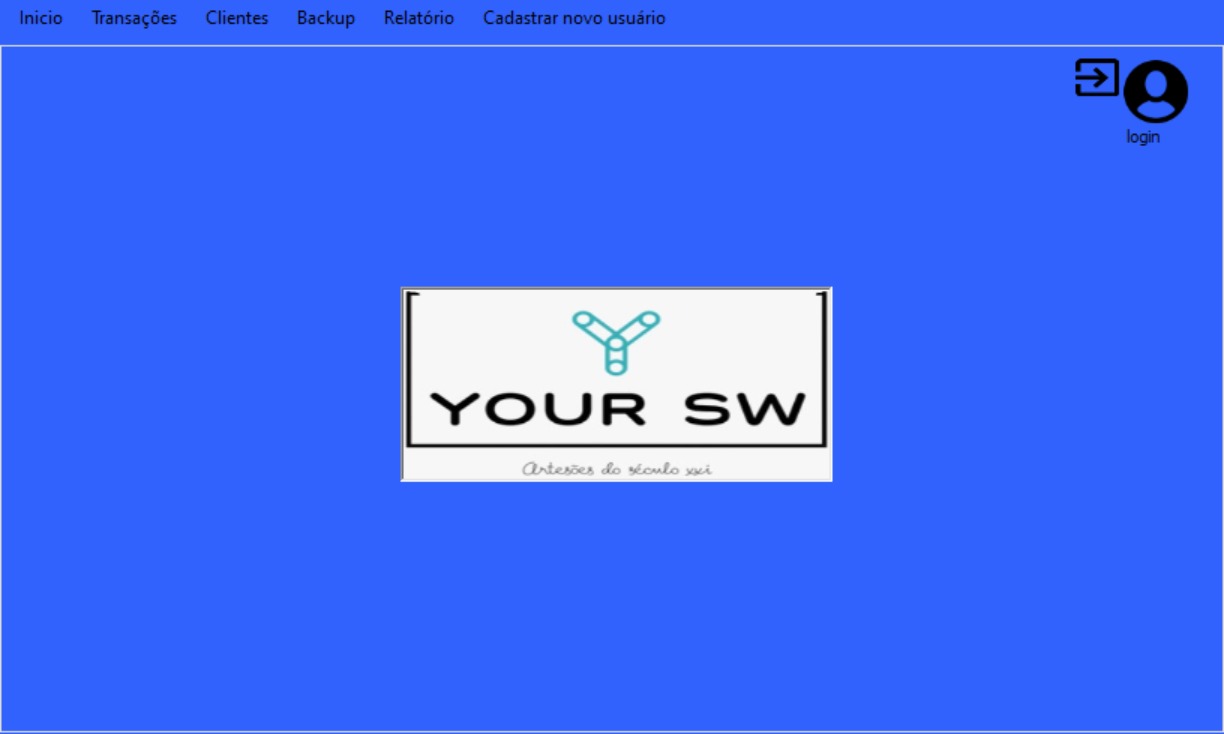 Inicio Transações Clientes Backup Relatório Cadastrar novo usuário
login
YOUR SW
Artesões do século xxi